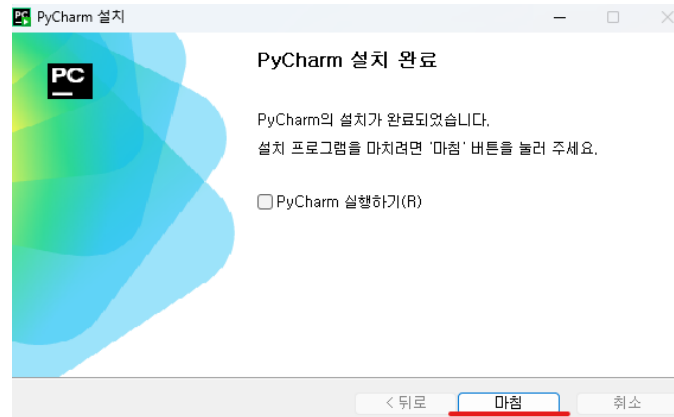 PC PyCharm 설치
PC
PyCharm 설치 완료
PyCharm의 설치가 완료되었습니다.
설치 프로그램을 마치려면 '마침' 버튼을 눌러 주세요.
PyCharm 실행하기(R)
< 뒤로 마침 취소